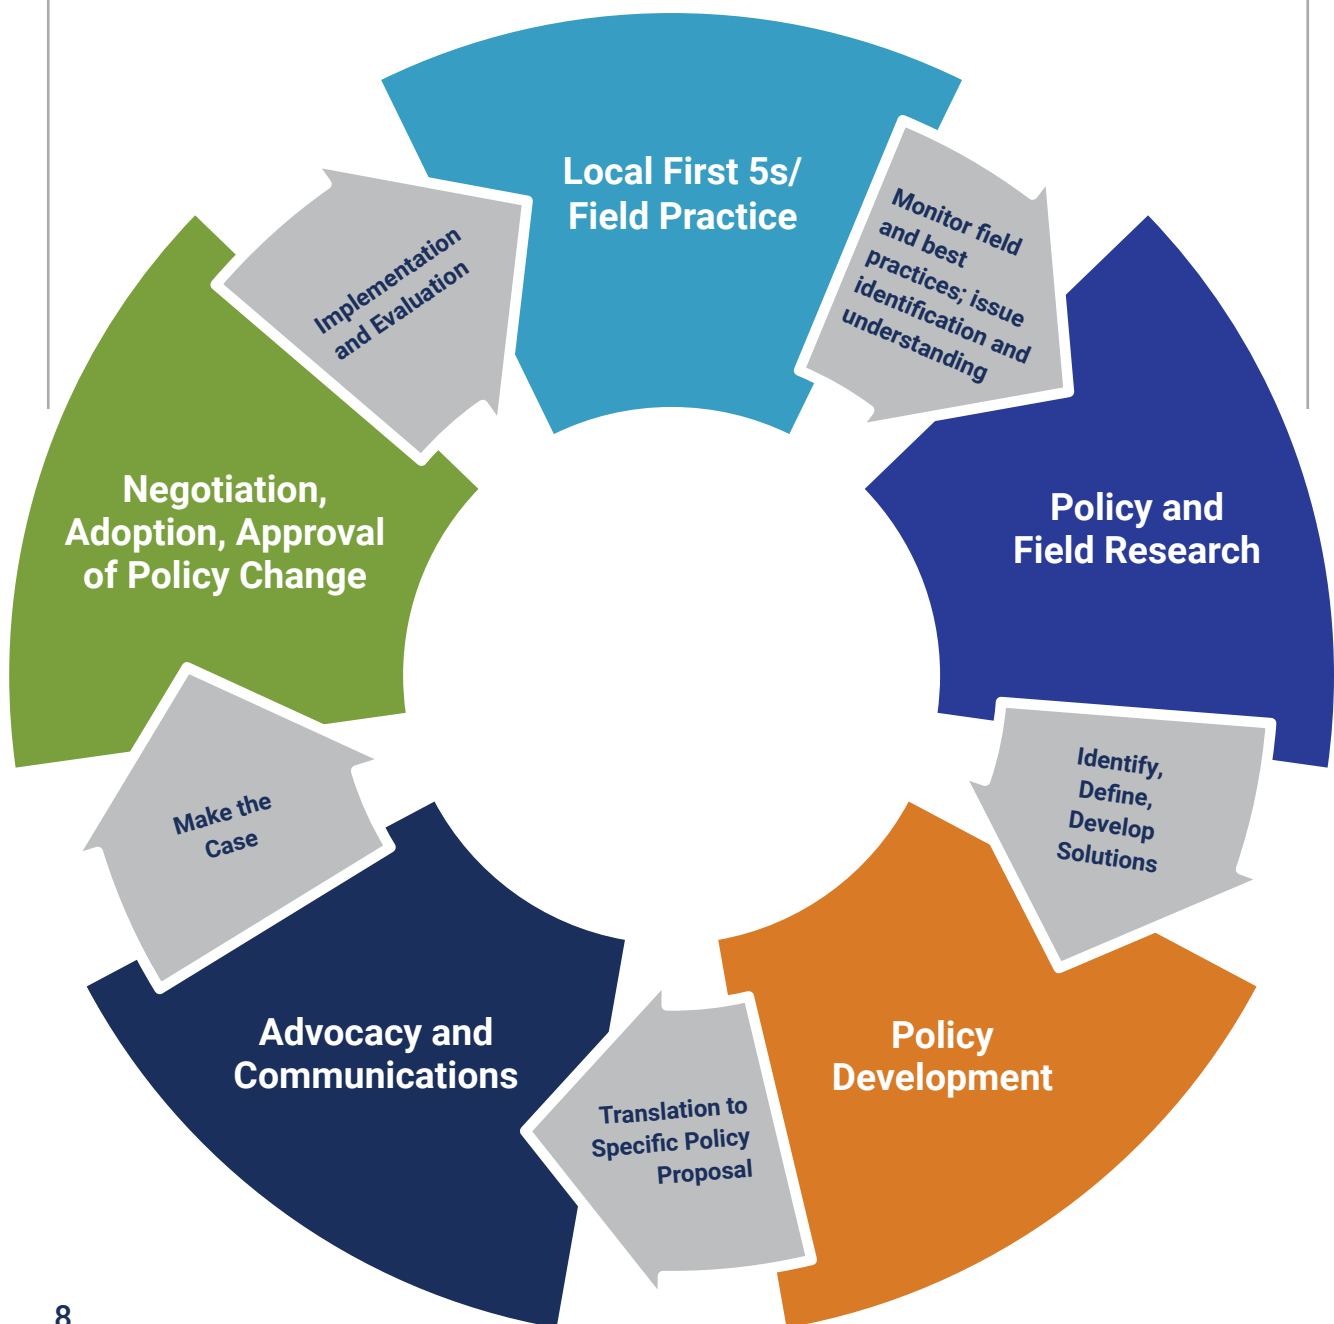 Local First 5s/
Field Practice
Monitor field
and best
practices; issue
identification and
understanding
Policy and
Field Research
Identify,
Define,
Develop
Solutions
Policy
Development
Translation to
Specific Policy
Proposal
Advocacy and
Communications
Make the
Case
Negotiation,
Adoption, Approval
of Policy Change
Implementation
and Evaluation
8